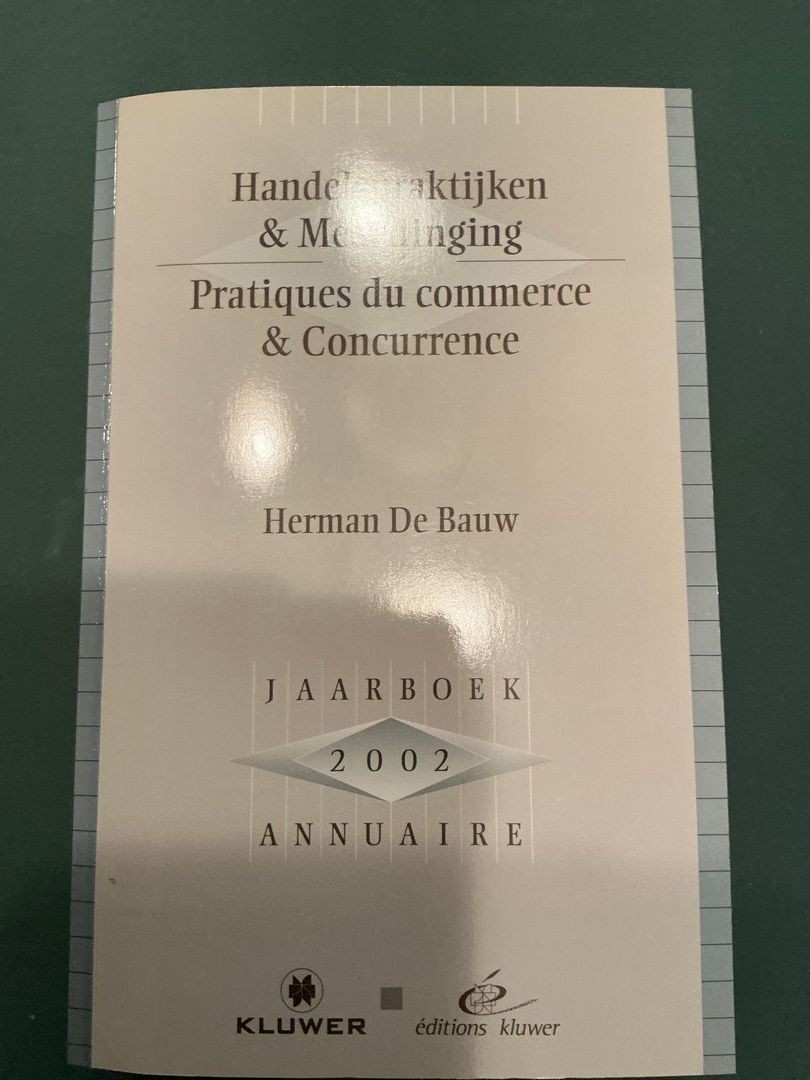 & 
Pratiques du commerce
& Concurrence
Herman De Bauw
JAARBOEK
2002
ANNUAIRE
KLUWER
éditions kluwer